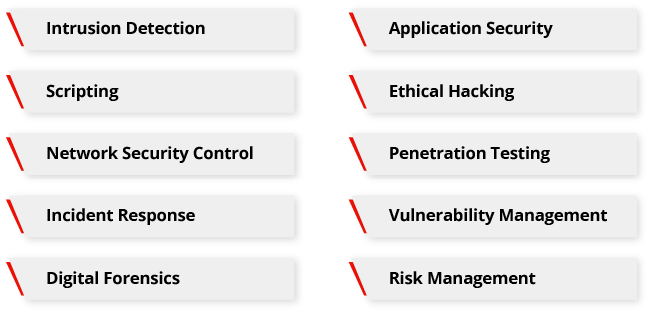 Intrusion Detection
Application Security
Scripting
Ethical Hacking
Network Security Control
Penetration Testing
Incident Response
Vulnerability Management
Digital Forensics
Risk Management